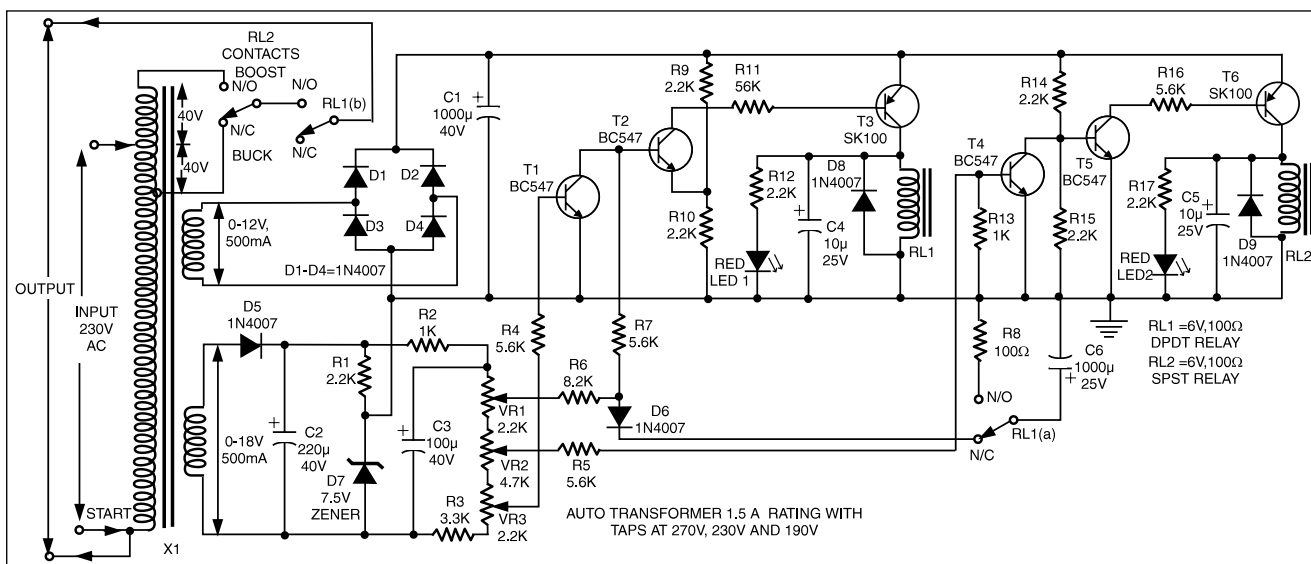 RL2
CONTACTS
BOOST
N/O
N/O
RL1(b)
N/C
N/C
BUCK
40V
40V
0-12V,
500mA
D1
D2
D3
D4
D1-D4=1N4007
C1
1000µ
40V
+
R9
2.2K
R11
56K
T2
BC547
T3
SK100
T1
BC547
R12
2.2K
+
C4
10µ
25V
D8
1N4007
R10
2.2K
RED
LED 1
RL1
R14
2.2K
R16
5.6K
T6
SK100
T4
BC547
T5
BC547
R13
1K
R15
2.2K
R17
2.2K
C5
10µ
25V
+
D9
1N4007
RED
LED2
RL2
OUTPUT
INPUT
230V
AC
START
X1
D5
1N4007
R2
1K
R1
2.2K
0-18V
500mA
+
C2
220µ
40V
+
C3
100µ
40V
D7
7.5V
ZENER
R3
3.3K
R4
5.6K
R7
5.6K
R6
8.2K
VR1
2.2K
VR2
4.7K
VR3
2.2K
D6
1N4007
R5
5.6K
R8
100Ω
C6
1000µ
25V
+
N/O
RL1(a)
N/C
RL1 =6V,100Ω
DPDT RELAY
RL2 =6V,100Ω
SPST RELAY
AUTO TRANSFORMER 1.5 A RATING WITH
TAPS AT 270V, 230V AND 190V